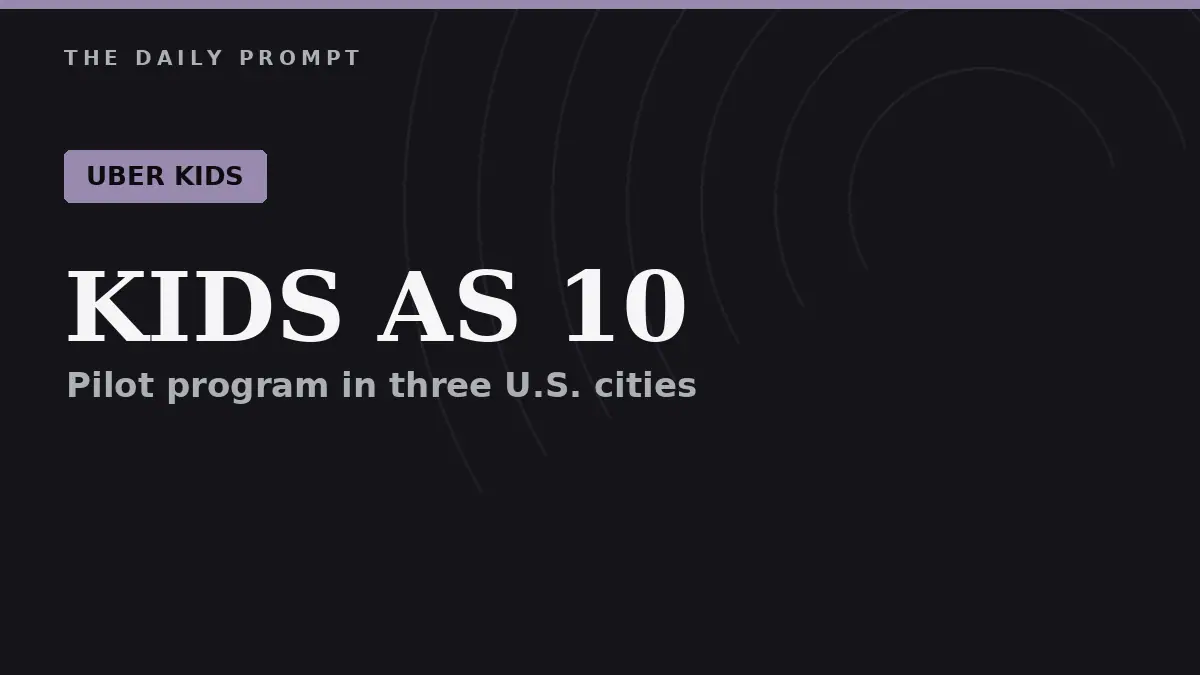 THE DAILY PROMPT
UBER KIDS
KIDS AS 10
Pilot program in three U.S. cities